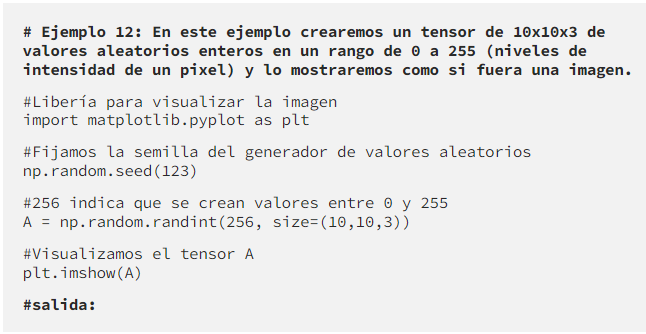 # Ejemplo 12: En este ejemplo crearemos un tensor de 10x10x3 de
valores aleatorios enteros en un rango de 0 a 255 (niveles de
intensidad de un pixel) y lo mostraremos como si fuera una imagen.
#Libería para visualizar la imagen
import matplotlib.pyplot as plt
#Fijamos la semilla del generador de valores aleatorios
np.random.seed(123)
#256 indica que se crean valores entre 0 y 255
A = np.random.randint(256, size=(10,10,3))
#Visualizamos el tensor A
plt.imshow(A)
#salida: